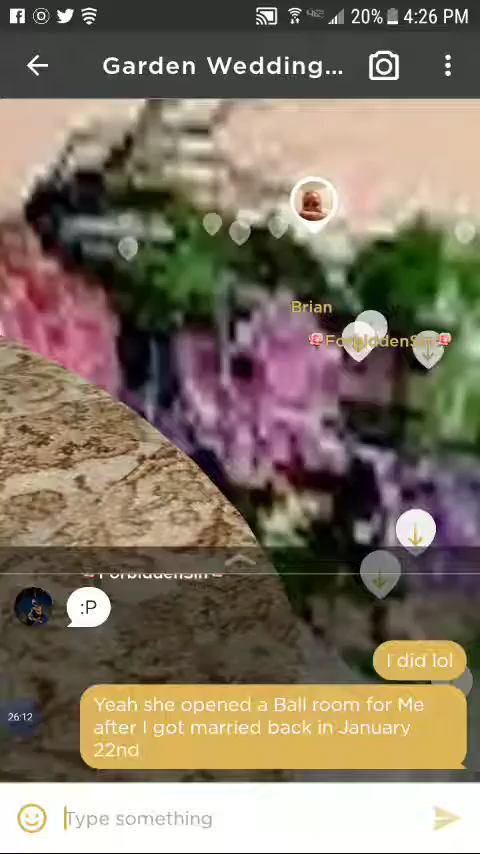 20% 4:26 PM
Garden Wedding...
Brian
ForbiddenSin
ForbiddenSin
:P
I did lol
26:12
Yeah she opened a Ball room for Me
after I got married back in January
22nd
Type something